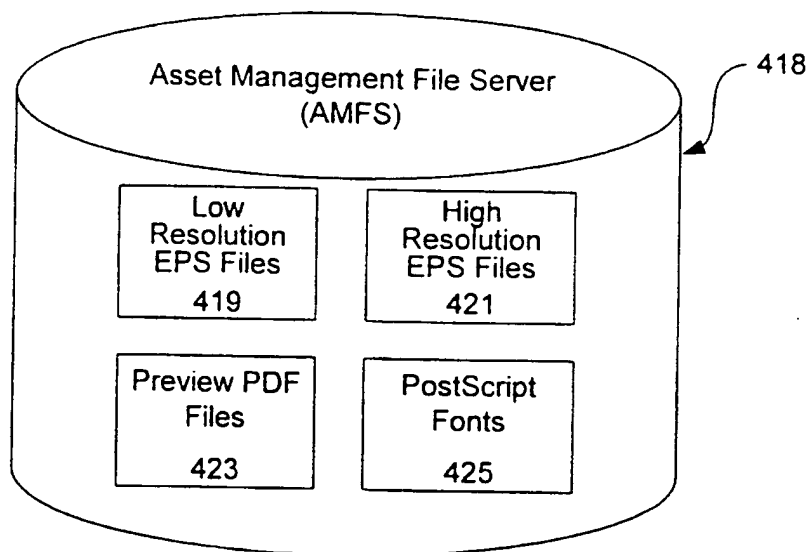 Asset Management File Server
(AMFS)
418
Low
Resolution
EPS Files
419
High
Resolution
EPS Files
421
Preview PDF
Files
423
PostScript
Fonts
425